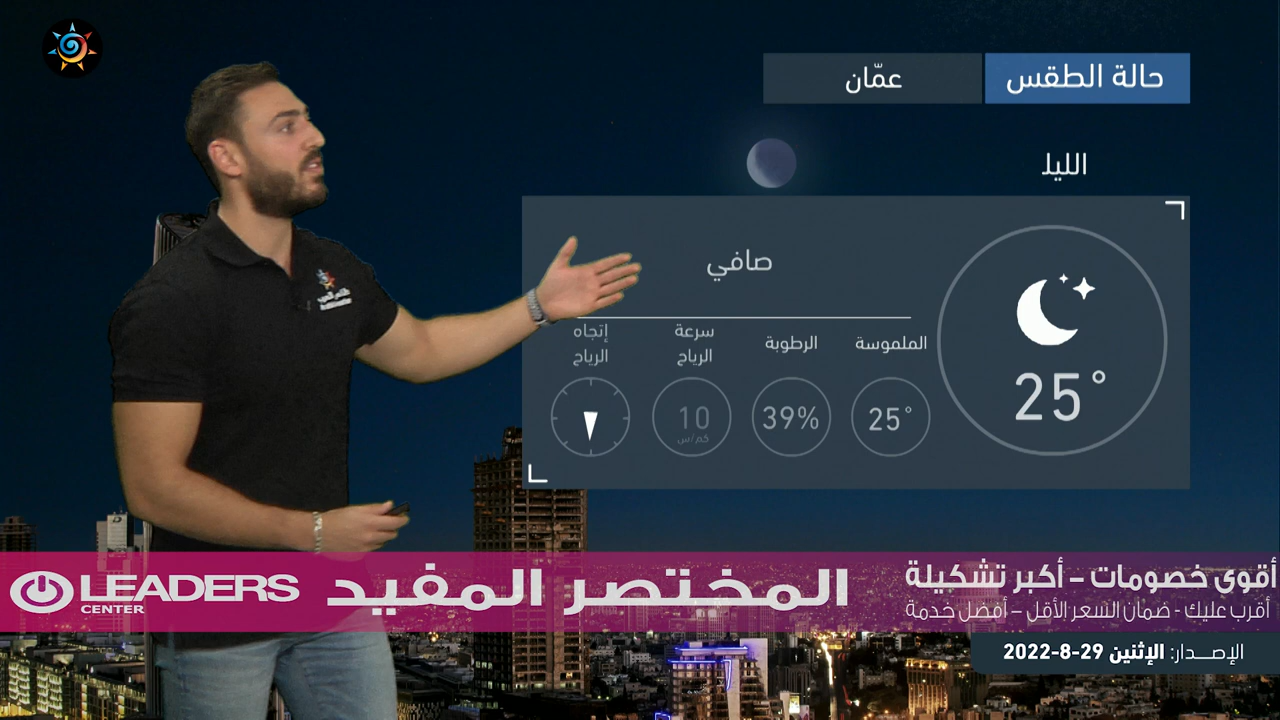 حالة الطقس
عمّان
الليل
صافي
25°
الملموسة
الرطوبة
سرعة الرياح
إتجاه الرياح
25°
39%
10
كم/س
أقوى خصومات – أكبر تشكيلة
أقرب عليك - ضمان السعر الأقل – أفضل خدمة
المختصر المفيد
LEADERS
CENTER
الإصدار: الإثنين 29-8-2022